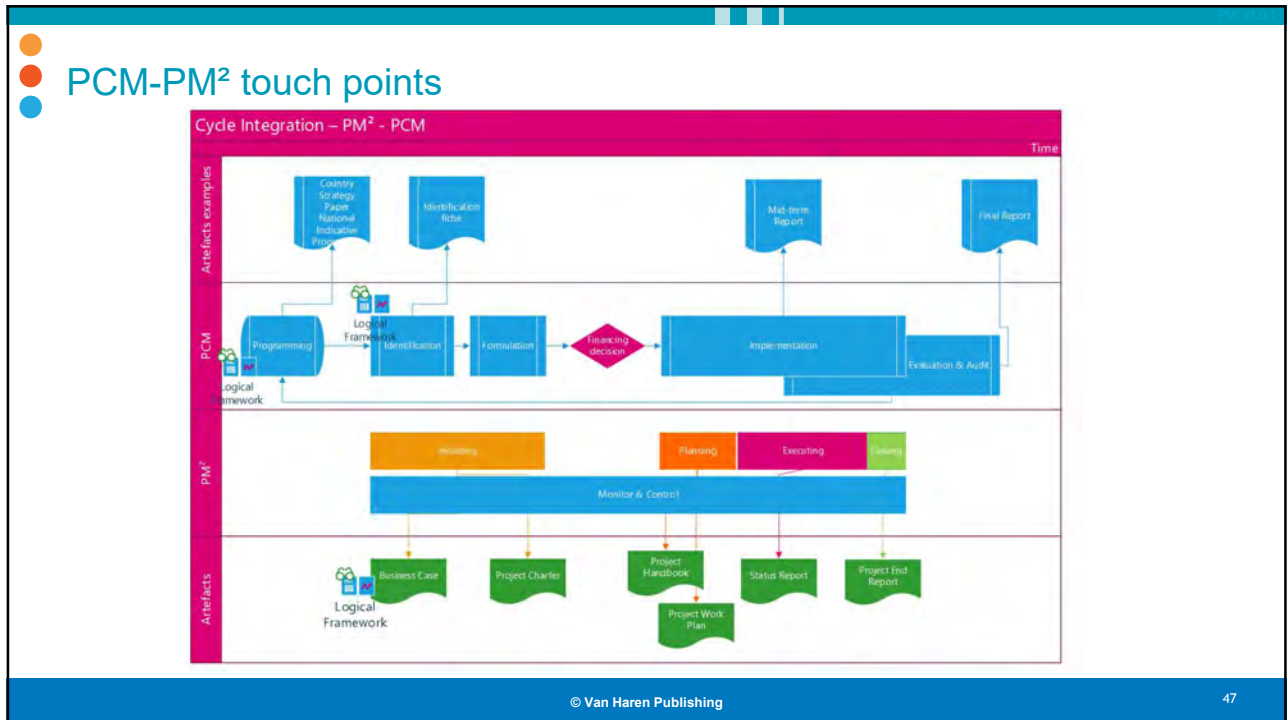 PCM-PM² touch points
Cycle Integration – PM² - PCM
Time
Artefacts examples
Country
Strategy
Paper
National
Indicative
Identification
fiche
Mid-term
Report
Final Report
PCM
Logical
Framework
Programming
Identification
Formulation
Financing
decision
Implementation
Evaluation & Audit
Logical
Framework
PM²
Initiating
Planning
Executing
Closing
Monitor & Control
Artefacts
Business Case
Project Charter
Project
Handbook
Project Work
Plan
Status Report
Project End
Report
Logical
Framework
© Van Haren Publishing
47